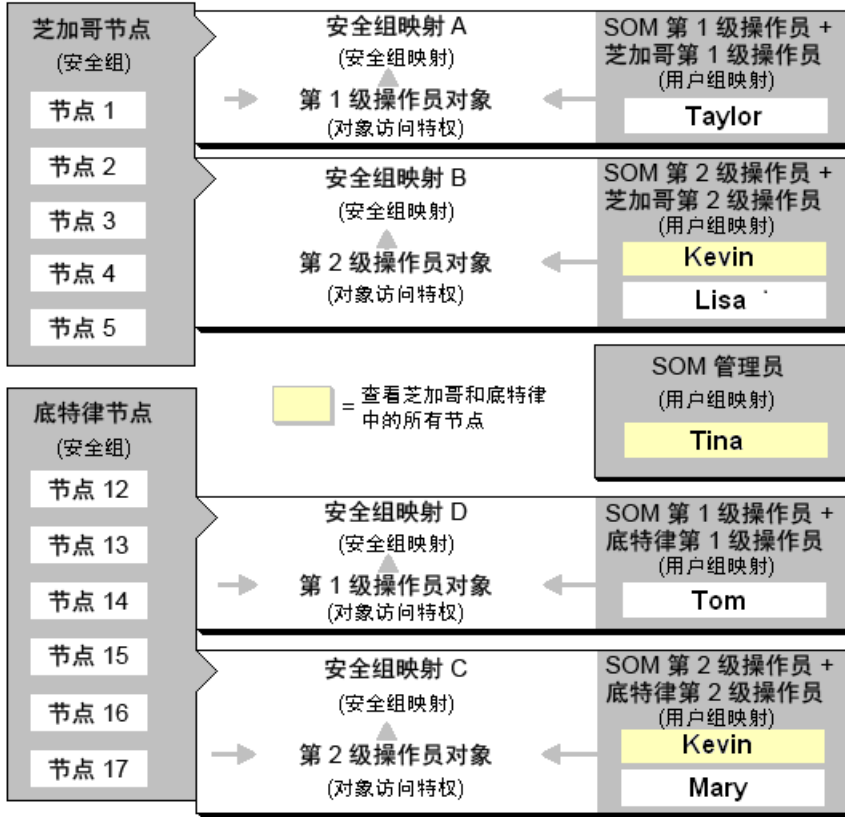 芝加哥节点
(安全组)
节点 1
节点 2
节点 3
节点 4
节点 5
安全组映射 A
(安全组映射)
第 1 级操作员对象
(对象访问特权)
SOM 第 1 级操作员 +
芝加哥第 1 级操作员
(用户组映射)
Taylor
安全组映射 B
(安全组映射)
第 2 级操作员对象
(对象访问特权)
SOM 第 2 级操作员 +
芝加哥第 2 级操作员
(用户组映射)
Kevin
Lisa
= 查看芝加哥和底特律
中的所有节点
SOM 管理员
(用户组映射)
Tina
底特律节点
(安全组)
节点 12
节点 13
节点 14
节点 15
节点 16
节点 17
安全组映射 D
(安全组映射)
第 1 级操作员对象
(对象访问特权)
SOM 第 1 级操作员 +
底特律第 1 级操作员
(用户组映射)
Tom
安全组映射 C
(安全组映射)
第 2 级操作员对象
(对象访问特权)
SOM 第 2 级操作员 +
底特律第 2 级操作员
(用户组映射)
Kevin
Mary